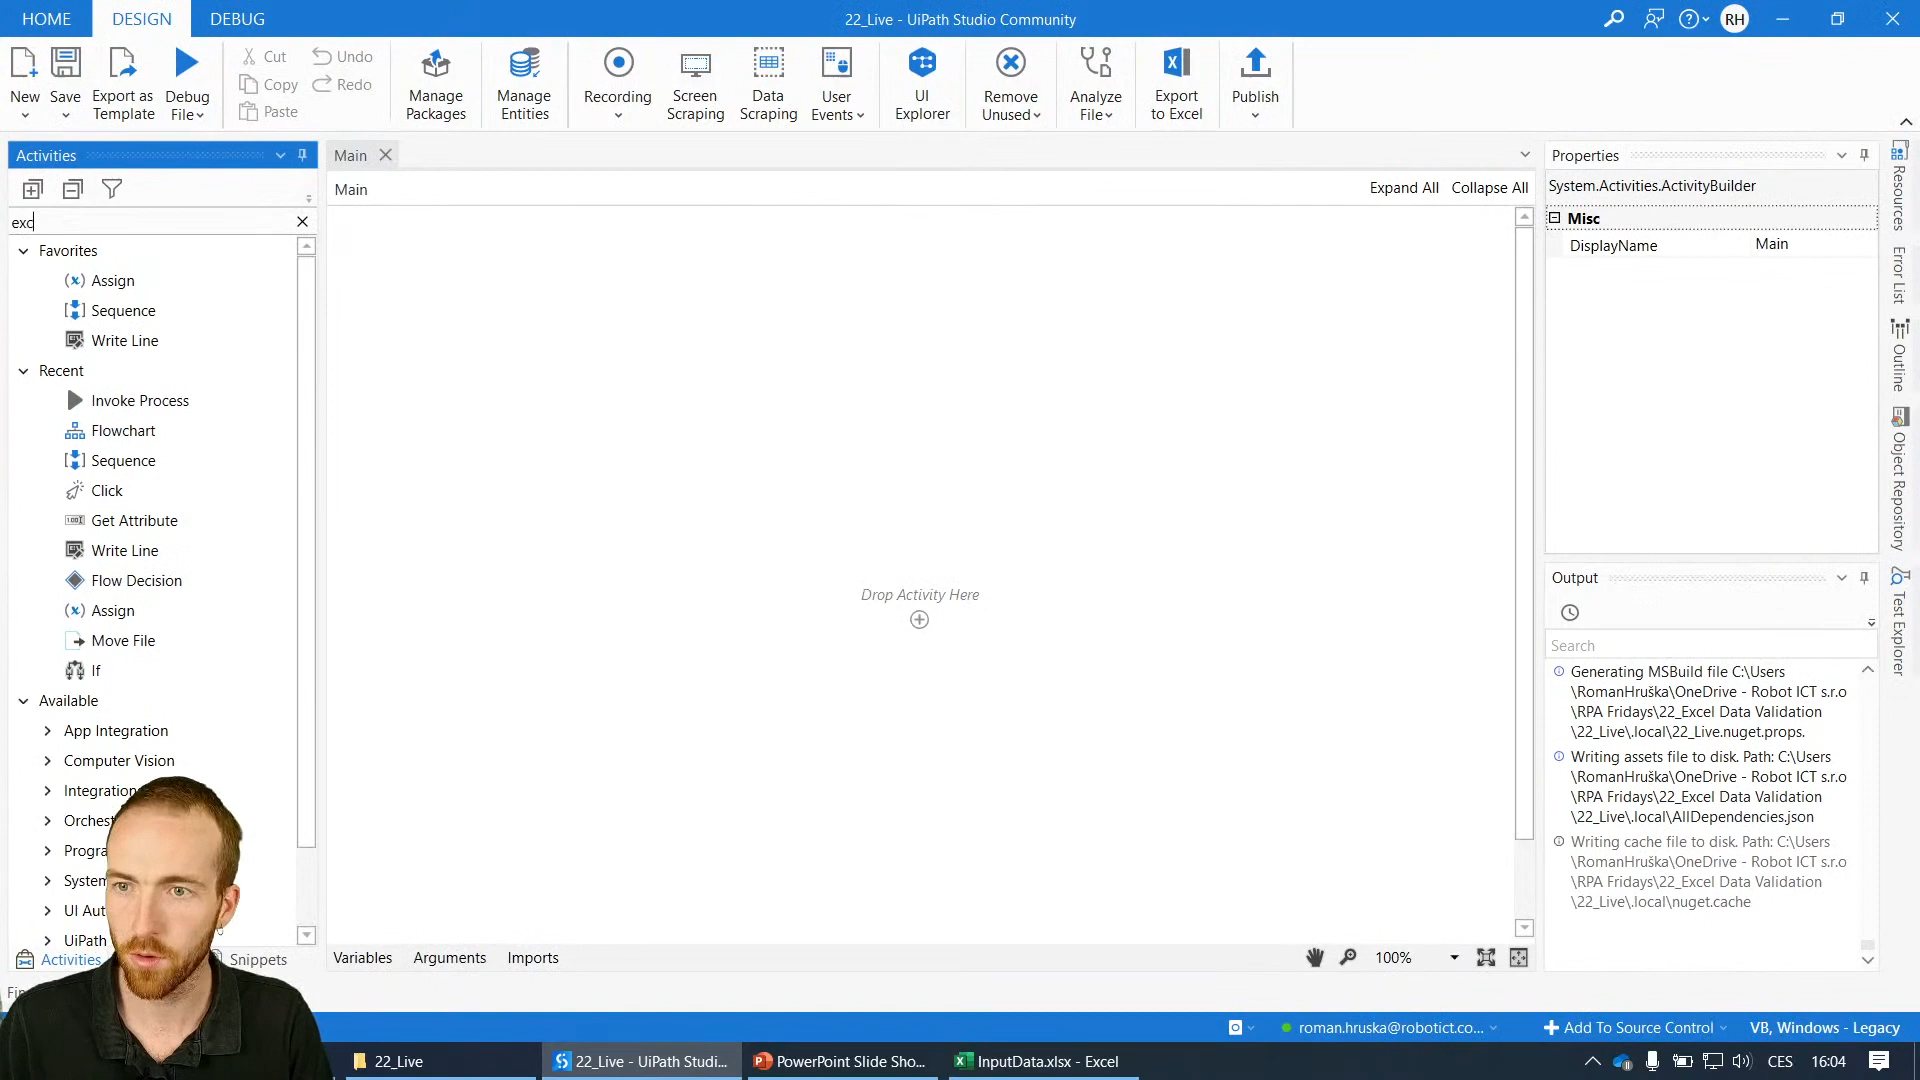 HOME DESIGN DEBUG 22_Live - UiPath Studio Community RH
New Save Export as Template Debug File Cut Copy Paste Undo Redo Manage Packages Manage Entities Recording Screen Scraping Data Scraping User Events UI Explorer Remove Unused Analyze File Export to Excel Publish
Activities
exc
Favorites
Assign
Sequence
Write Line
Recent
Invoke Process
Flowchart
Sequence
Click
Get Attribute
Write Line
Flow Decision
Assign
Move File
If
Available
App Integration
Computer Vision
Integration
Orchest
Progra
System
UI Aut
UiPath
Activities Snippets
Main
Main Expand All Collapse All
Drop Activity Here
Variables Arguments Imports 100%
Properties
System.Activities.ActivityBuilder
Misc
DisplayName Main
Output
Search
Generating MSBuild file C:\Users
\RomanHruška\OneDrive - Robot ICT s.r.o
\RPA Fridays\22_Excel Data Validation
\22_Live\.local\22_Live.nuget.props.
Writing assets file to disk. Path: C:\Users
\RomanHruška\OneDrive - Robot ICT s.r.o
\RPA Fridays\22_Excel Data Validation
\22_Live\.local\AllDependencies.json
Writing cache file to disk. Path: C:\Users
\RomanHruška\OneDrive - Robot ICT s.r.o
\RPA Fridays\22_Excel Data Validation
\22_Live\.local\nuget.cache
Resources
Error List
Outline
Object Repository
Test Explorer
roman.hruska@robotict.co... Add To Source Control VB, Windows - Legacy
22_Live 22_Live - UiPath Studi... PowerPoint Slide Sho... InputData.xlsx - Excel CES 16:04